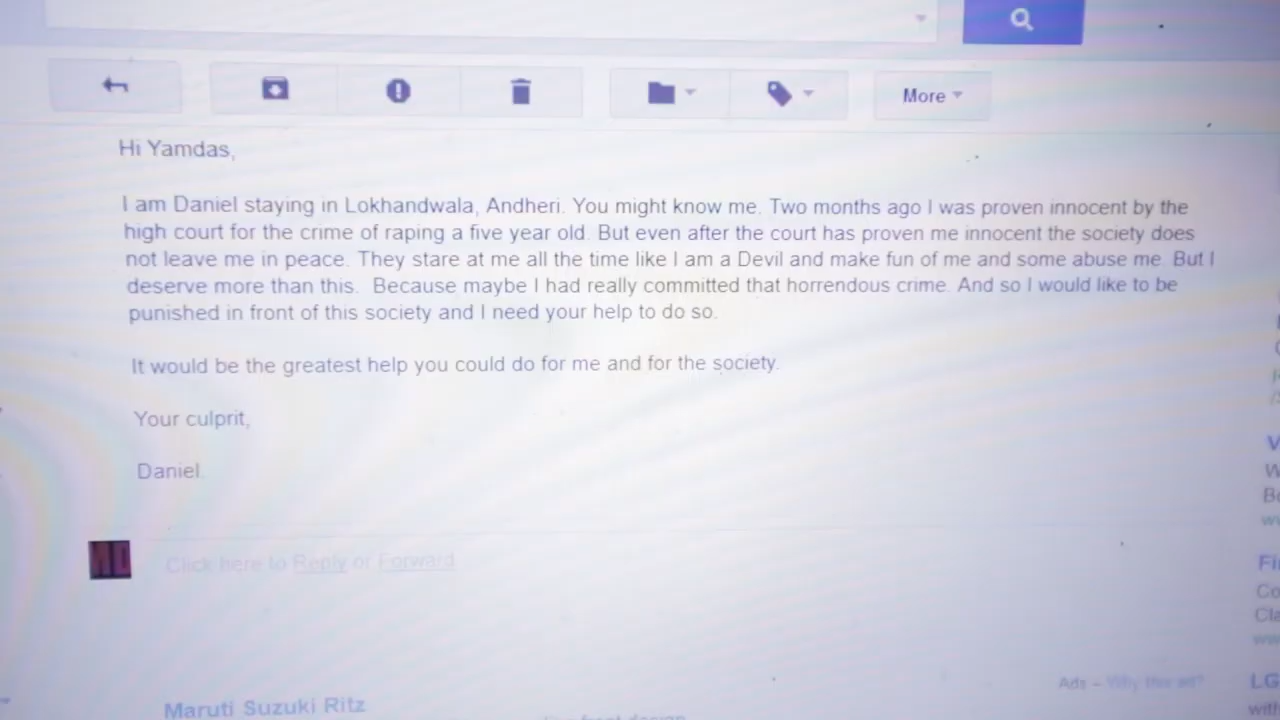 More
Hi Yamdas,
I am Daniel staying in Lokhandwala, Andheri. You might know me. Two months ago I was proven innocent by the
high court for the crime of raping a five year old. But even after the court has proven me innocent the society does
not leave me in peace. They stare at me all the time like I am a Devil and make fun of me and some abuse me. But I
deserve more than this. Because maybe I had really committed that horrendous crime. And so I would like to be
punished in front of this society and I need your help to do so.
It would be the greatest help you could do for me and for the society.
Your culprit,
Daniel.
Click here to Reply or Forward
Ads – Why this ad?
Maruti Suzuki Ritz
LG